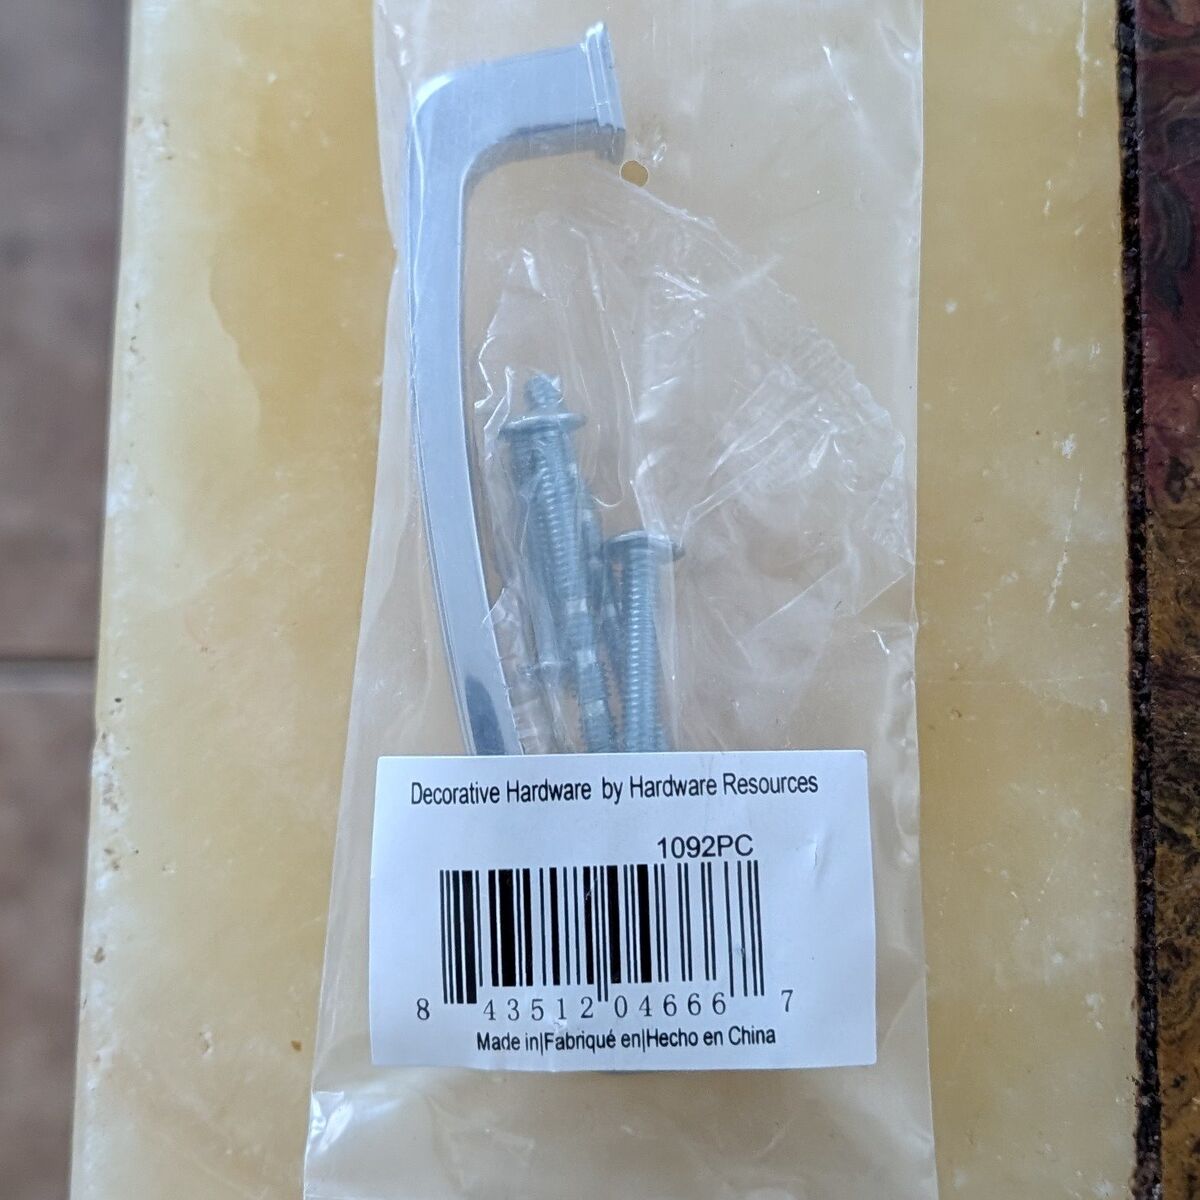 Decorative Hardware by Hardware Resources
1092PC
8 43512 04666 7
Made in|Fabriqué en|Hecho en China